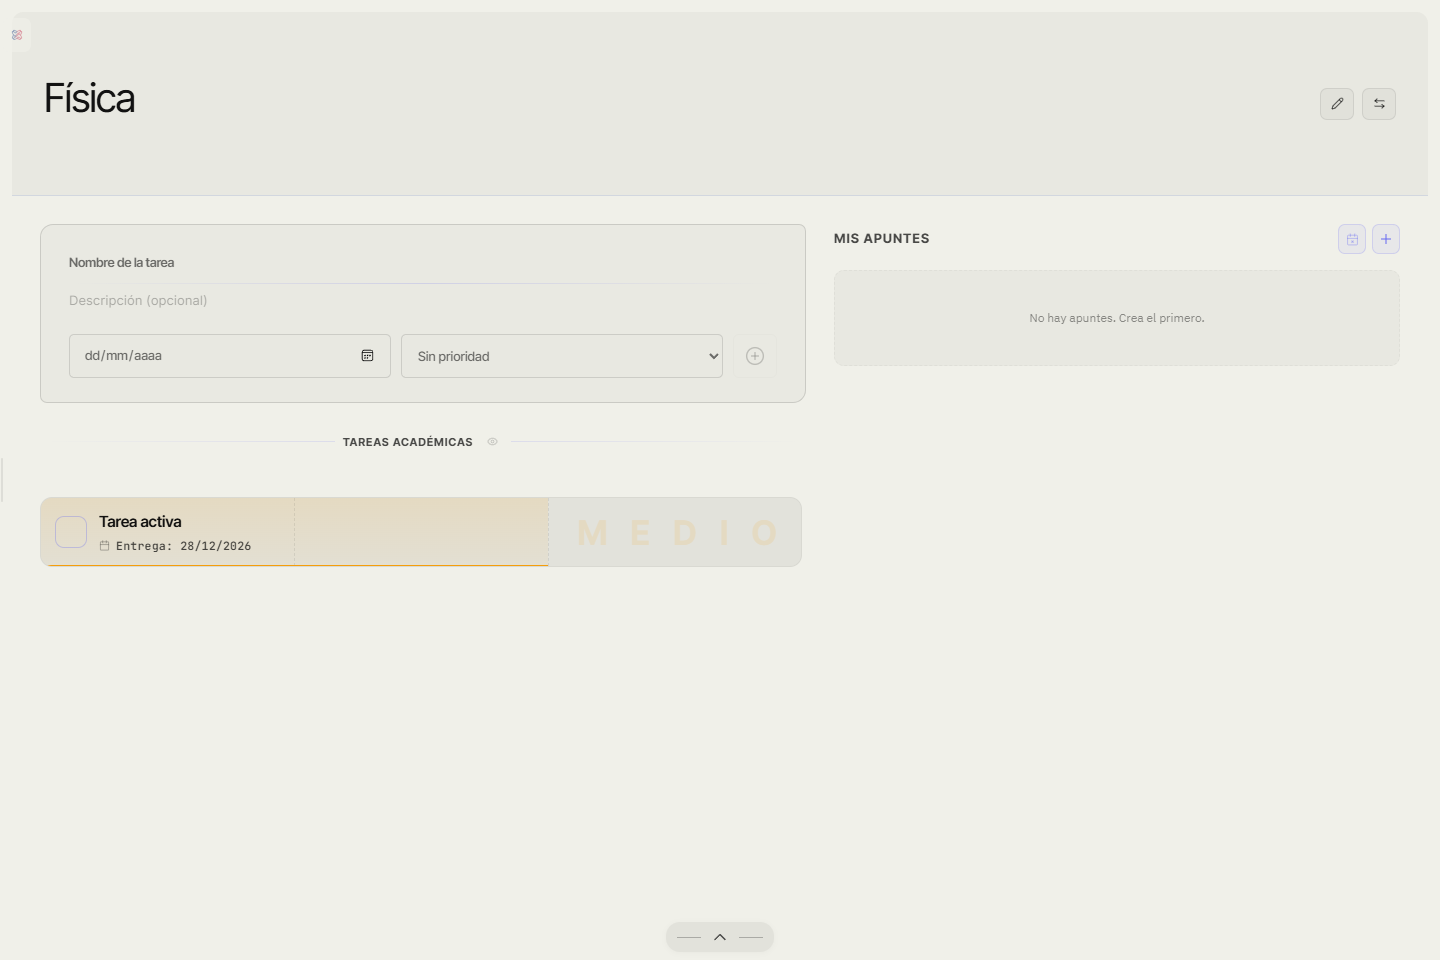 Física
Nombre de la tarea
Descripción (opcional)
dd/mm/aaaa
Sin prioridad
TAREAS ACADÉMICAS
Tarea activa
Entrega: 28/12/2026
MEDIO
MIS APUNTES
No hay apuntes. Crea el primero.